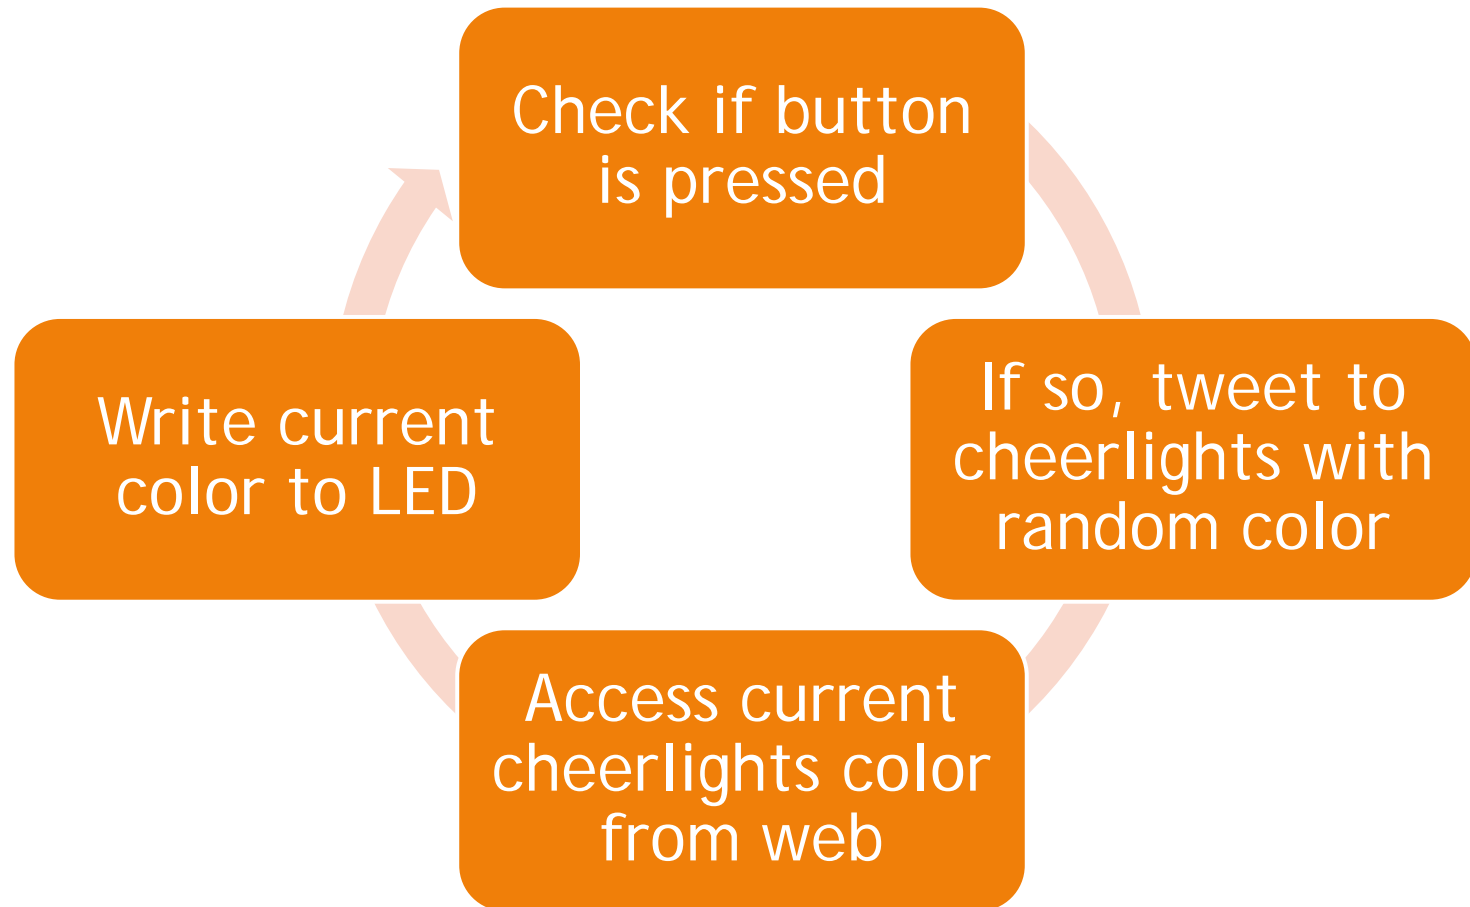 Check if button
is pressed
If so, tweet to
cheerlights with
random color
Access current
cheerlights color
from web
Write current
color to LED